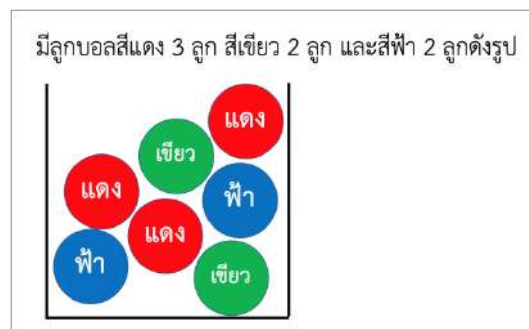 มีลูกบอลสีแดง 3 ลูก สีเขียว 2 ลูก และสีฟ้า 2 ลูกดังรูป
แดง
เขียว
แดง
ฟ้า
แดง
ฟ้า
เขียว